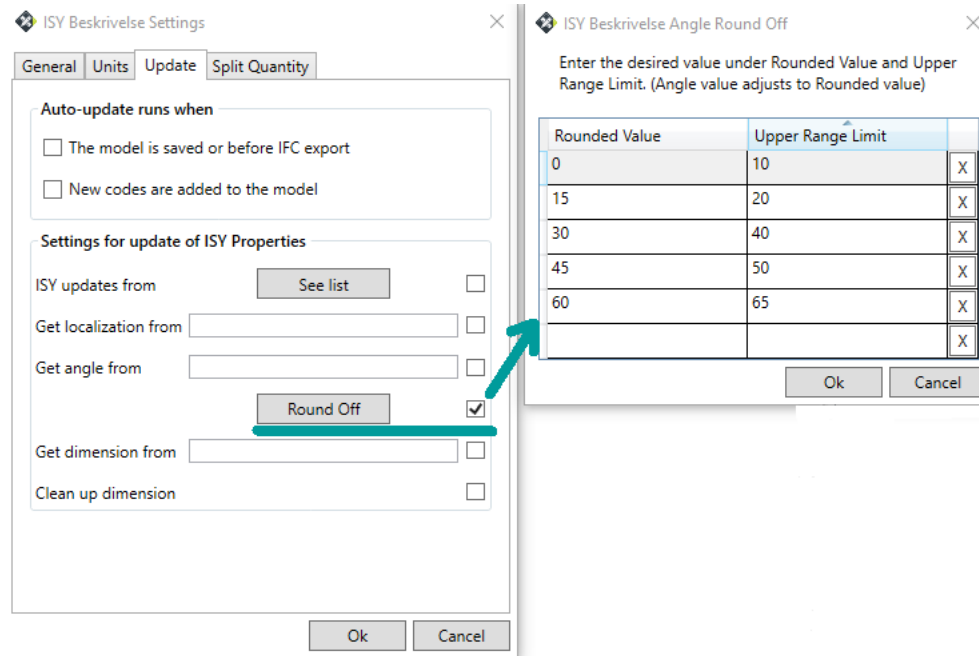 ISY Beskrivelse Settings
General Units Update Split Quantity
Auto-update runs when
The model is saved or before IFC export
New codes are added to the model
Settings for update of ISY Properties
ISY updates from See list
Get localization from
Get angle from
Round Off
Get dimension from
Clean up dimension
Ok Cancel
ISY Beskrivelse Angle Round Off
Enter the desired value under Rounded Value and Upper
Range Limit. (Angle value adjusts to Rounded value)
Rounded Value Upper Range Limit
0 10 X
15 20 X
30 40 X
45 50 X
60 65 X
X
Ok Cancel